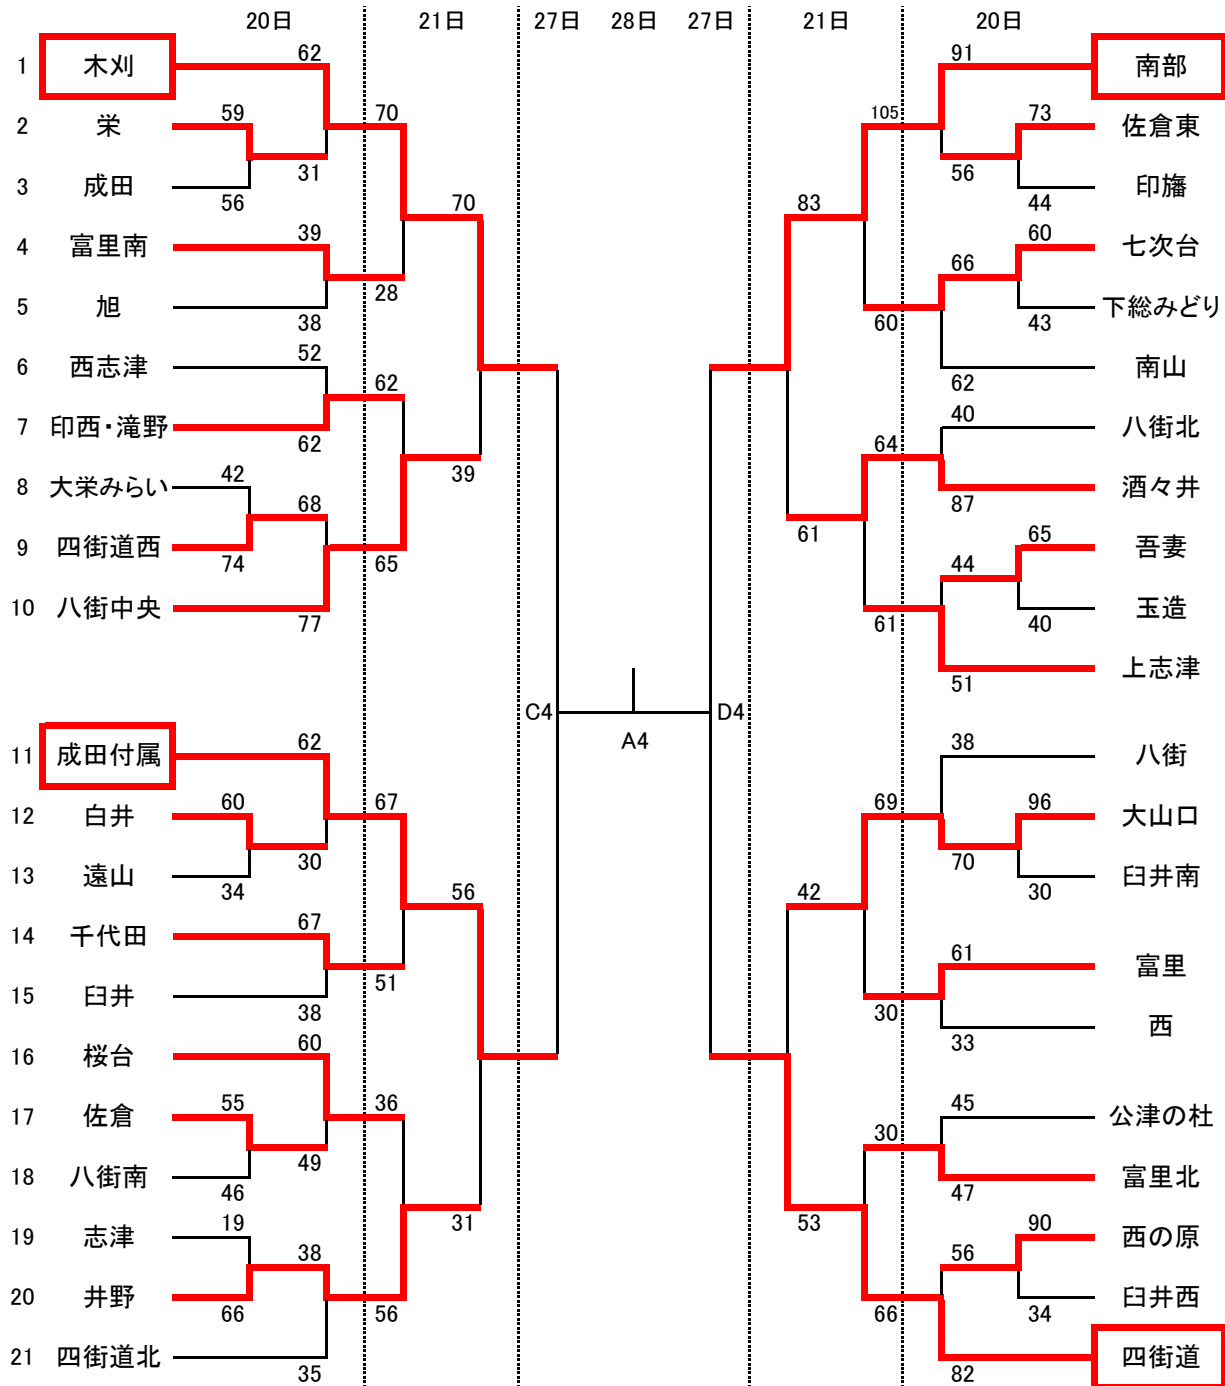 20日 21日 27日 28日 27日 21日 20日
62 91
1 木刈 南部
59 70 105 73
2 栄 佐倉東
31 56
3 成田 印旛
56 44
39 70 83 60
4 富里南 66 七次台
28
5 旭 60 43 下総みどり
38
52
6 西志津 南山
62 62
40
7 印西・滝野 八街北
62 64
42 39
8 大栄みらい 酒々井
68 87
61 65
9 四街道西 吾妻
74 65 44
10 八街中央 玉造
77 61 40
上志津
51
C4 D4
62 A4 38
11 成田付属 八街
60 67 69 96
12 白井 大山口
30 70
13 遠山 臼井南
34 30
56 42
67
14 千代田 61
富里
51 30
15 臼井
38 西
60 33
16 桜台
55 36 45
17 佐倉 公津の杜
49 30
18 八街南 富里北
46 47
19 31 53 90
19 志津 西の原
38 56
20 井野 臼井西
66 56 66 34
21 四街道北 四街道
35 82